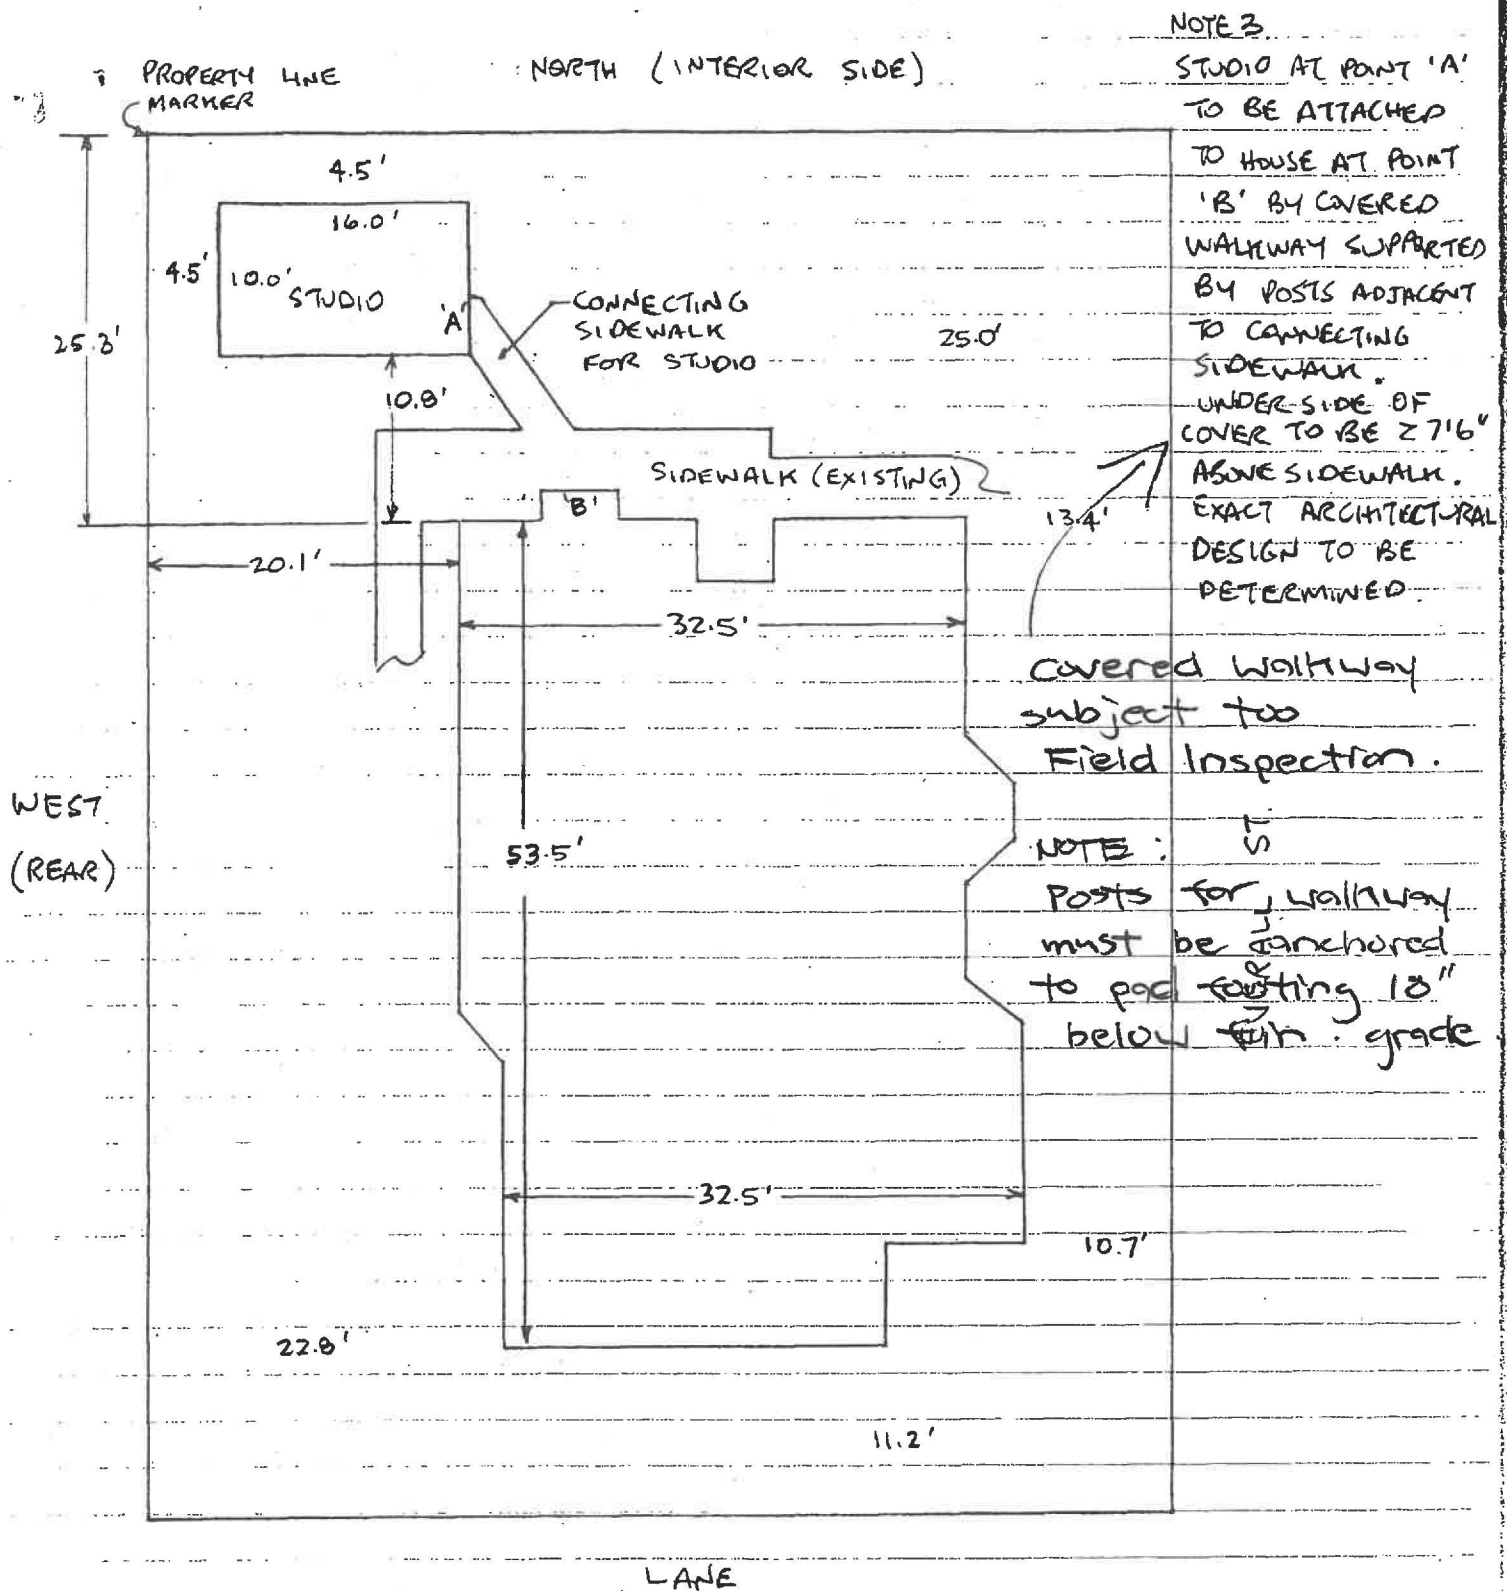 PROPERTY LINE
MARKER
NORTH (INTERIOR SIDE)
NOTE 3
STUDIO AT POINT 'A'
TO BE ATTACHED
TO HOUSE AT POINT
'B' BY COVERED
WALKWAY SUPPORTED
BY POSTS ADJACENT
TO CONNECTING
SIDEWALK.
UNDERSIDE OF
COVER TO BE ≥ 7'6"
ABOVE SIDEWALK.
EXACT ARCHITECTURAL
DESIGN TO BE
DETERMINED.
4.5'
16.0'
4.5'
10.0'
STUDIO
'A'
CONNECTING
SIDEWALK
FOR STUDIO
25.3'
25.0'
10.8'
SIDEWALK (EXISTING)
'B'
13.4'
20.1'
32.5'
Covered walkway
subject too
Field Inspection.
WEST
(REAR)
53.5'
NOTE:
Posts for walkway
must be anchored
to pad footing 18"
below fin. grade
ST.
32.5'
10.7'
22.8'
11.2'
LANE